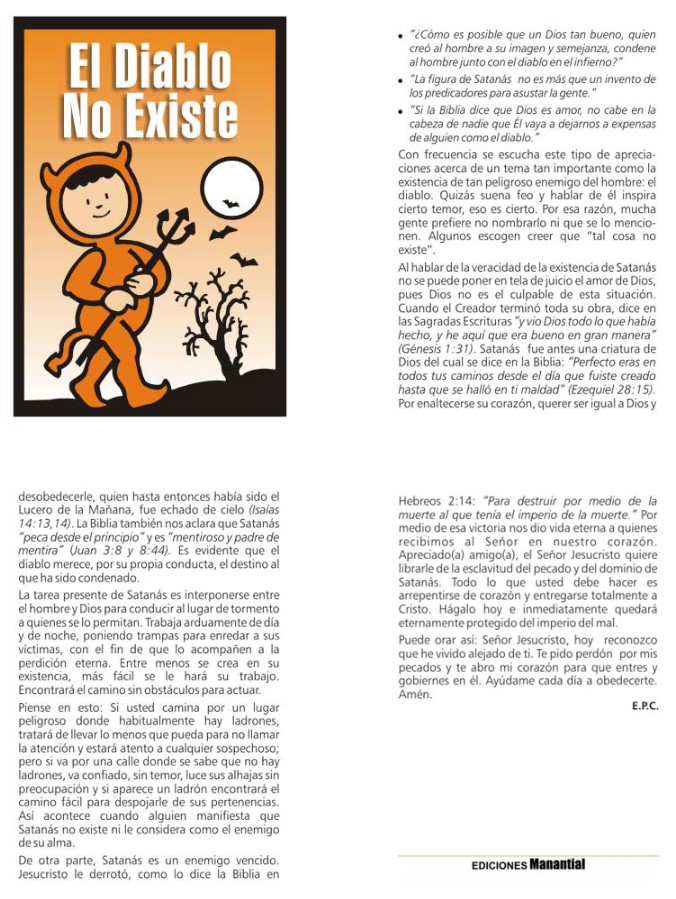 El Diablo
No Existe
• “¿Cómo es posible que un Dios tan bueno, quien
creó al hombre a su imagen y semejanza, condene
al hombre junto con el diablo en el infierno?”
• “La figura de Satanás no es más que un invento de
los predicadores para asustar la gente.”
• “Si la Biblia dice que Dios es amor, no cabe en la
cabeza de nadie que Él vaya a dejarnos a expensas
de alguien como el diablo.”
Con frecuencia se escucha este tipo de aprecia-
ciones acerca de un tema tan importante como la
existencia de tan peligroso enemigo del hombre: el
diablo. Quizás suena feo y hablar de él inspira
cierto temor, eso es cierto. Por esa razón, mucha
gente prefiere no nombrarlo ni que se lo mencio-
nen. Algunos escogen creer que “tal cosa no
existe”.
Al hablar de la veracidad de la existencia de Satanás
no se puede poner en tela de juicio el amor de Dios,
pues Dios no es el culpable de esta situación.
Cuando el Creador terminó toda su obra, dice en
las Sagradas Escrituras “y vio Dios todo lo que había
hecho, y he aquí que era bueno en gran manera”
(Génesis 1:31). Satanás fue antes una criatura de
Dios del cual se dice en la Biblia: “Perfecto eras en
todos tus caminos desde el día que fuiste creado
hasta que se halló en ti maldad” (Ezequiel 28:15).
Por enaltecerse su corazón, querer ser igual a Dios y
desobedecerle, quien hasta entonces había sido el
Lucero de la Mañana, fue echado de cielo (Isaías
14:13,14). La Biblia también nos aclara que Satanás
“peca desde el principio” y es “mentiroso y padre de
mentira” (Juan 3:8 y 8:44). Es evidente que el
diablo merece, por su propia conducta, el destino al
que ha sido condenado.
La tarea presente de Satanás es interponerse entre
el hombre y Dios para conducir al lugar de tormento
a quienes se lo permitan. Trabaja arduamente de día
y de noche, poniendo trampas para enredar a sus
víctimas, con el fin de que lo acompañen a la
perdición eterna. Entre menos se crea en su
existencia, más fácil se le hará su trabajo.
Encontrará el camino sin obstáculos para actuar.
Piense en esto: Si usted camina por un lugar
peligroso donde habitualmente hay ladrones,
tratará de llevar lo menos que pueda para no llamar
la atención y estará atento a cualquier sospechoso;
pero si va por una calle donde se sabe que no hay
ladrones, va confiado, sin temor, luce sus alhajas sin
preocupación y si aparece un ladrón encontrará el
camino fácil para despojarle de sus pertenencias.
Así acontece cuando alguien manifiesta que
Satanás no existe ni le considera como el enemigo
de su alma.
De otra parte, Satanás es un enemigo vencido.
Jesucristo le derrotó, como lo dice la Biblia en
Hebreos 2:14: “Para destruir por medio de la
muerte al que tenía el imperio de la muerte.” Por
medio de esa victoria nos dio vida eterna a quienes
recibimos al Señor en nuestro corazón.
Apreciado(a) amigo(a), el Señor Jesucristo quiere
librarle de la esclavitud del pecado y del dominio de
Satanás. Todo lo que usted debe hacer es
arrepentirse de corazón y entregarse totalmente a
Cristo. Hágalo hoy e inmediatamente quedará
eternamente protegido del imperio del mal.
Puede orar así: Señor Jesucristo, hoy reconozco
que he vivido alejado de ti. Te pido perdón por mis
pecados y te abro mi corazón para que entres y
gobiernes en él. Ayúdame cada día a obedecerte.
Amén.
E.P.C.
EDICIONES Manantial